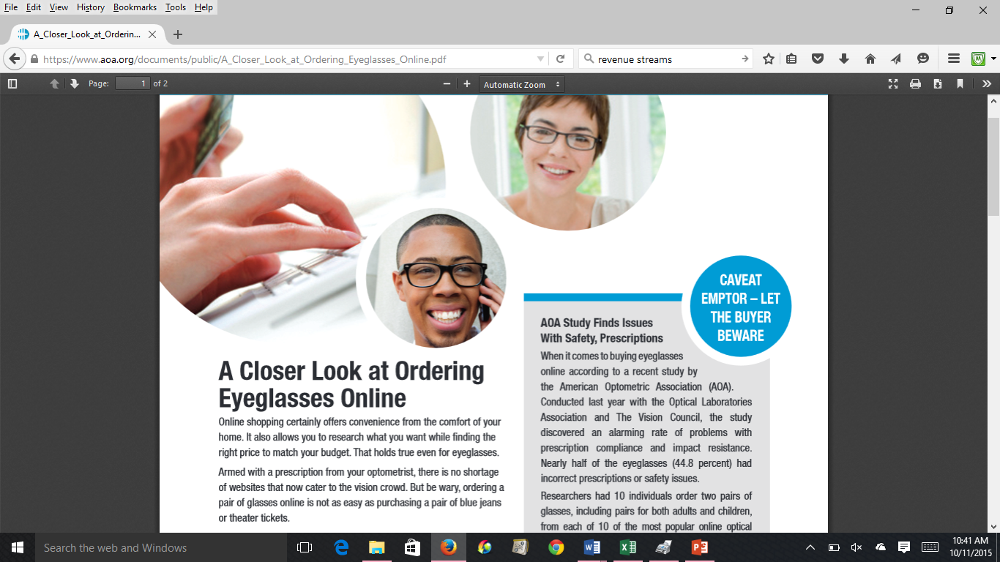 File Edit View History Bookmarks Tools Help
A_Closer_Look_at_Orderin...
https://www.aoa.org/documents/public/A_Closer_Look_at_Ordering_Eyeglasses_Online.pdf
revenue streams
Page: 1 of 2
Automatic Zoom
CAVEAT
EMPTOR – LET
THE BUYER
BEWARE
A Closer Look at Ordering
Eyeglasses Online
Online shopping certainly offers convenience from the comfort of your
home. It also allows you to research what you want while finding the
right price to match your budget. That holds true even for eyeglasses.
Armed with a prescription from your optometrist, there is no shortage
of websites that now cater to the vision crowd. But be wary, ordering a
pair of glasses online is not as easy as purchasing a pair of blue jeans
or theater tickets.
AOA Study Finds Issues
With Safety, Prescriptions
When it comes to buying eyeglasses
online according to a recent study by
the American Optometric Association (AOA).
Conducted last year with the Optical Laboratories
Association and The Vision Council, the study
discovered an alarming rate of problems with
prescription compliance and impact resistance.
Nearly half of the eyeglasses (44.8 percent) had
incorrect prescriptions or safety issues.
Researchers had 10 individuals order two pairs of
glasses, including pairs for both adults and children,
from each of 10 of the most popular online optical
Search the web and Windows
10:41 AM
10/11/2015